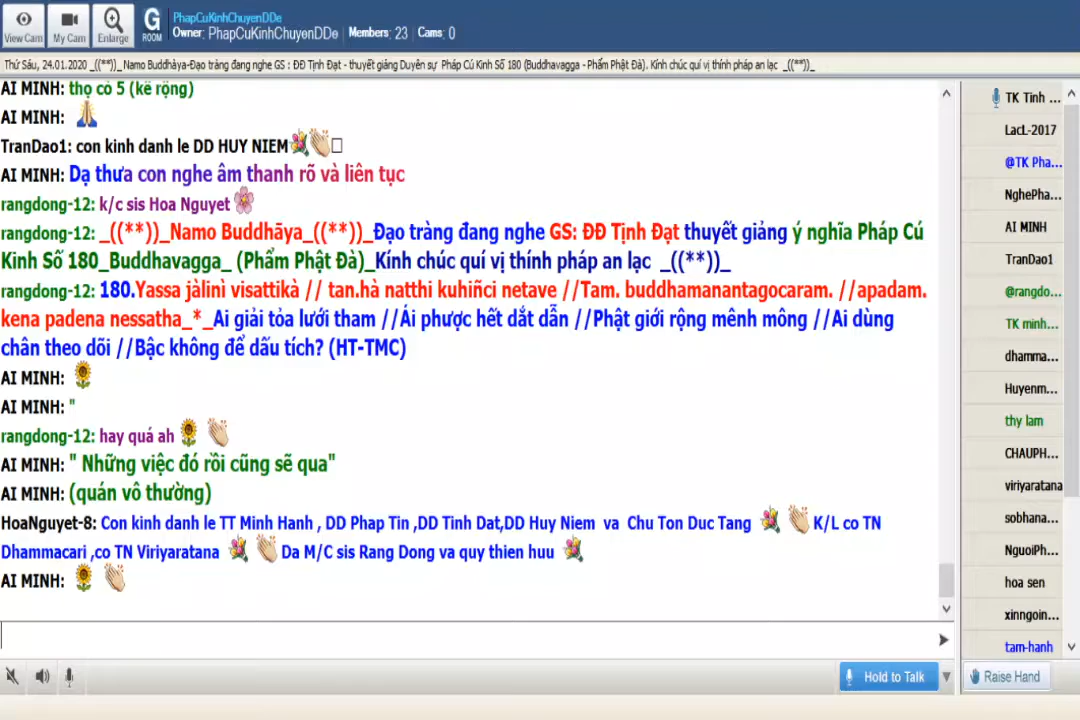 View Cam
My Cam
Enlarge
G ROOM
PhapCuKinhChuyenDDe
Owner: PhapCuKinhChuyenDDe
Members: 23
Cams: 0
Thứ Sáu, 24.01.2020 _((**))_Namo Buddhàya-Đạo tràng đang nghe GS : ĐĐ Tịnh Đạt - thuyết giảng Duyên sự Pháp Cú Kinh Số 180 (Buddhavagga - Phẩm Phật Đà). Kính chúc quí vị thính pháp an lạc _((**))_
AI MINH: thọ cỏ 5 (kẽ rộng)
AI MINH:
TranDao1: con kinh danh le DD HUY NIEM
AI MINH: Dạ thưa con nghe âm thanh rõ và liên tục
rangdong-12: k/c sis Hoa Nguyet
rangdong-12: _((**))_Namo Buddhãya_((**))_Đạo tràng đang nghe GS: ĐĐ Tịnh Đạt thuyết giảng ý nghĩa Pháp Cú
Kinh Số 180_Buddhavagga_ (Phẩm Phật Đà)_Kính chúc quí vị thính pháp an lạc _((**))_
rangdong-12: 180.Yassa jàlinì visattikà // tan.hà natthi kuhiñci netave //Tam. buddhamanantagocaram. //apadam.
kena padena nessatha_*_Ai giải tỏa lưới tham //Ái phược hết dắt dẫn //Phật giới rộng mênh mông //Ai dùng
chân theo dõi //Bậc không để dấu tích? (HT-TMC)
AI MINH:
AI MINH: "
rangdong-12: hay quá ah
AI MINH: " Những việc đó rồi cũng sẽ qua"
AI MINH: (quán vô thường)
HoaNguyet-8: Con kinh danh le TT Minh Hanh , DD Phap Tin ,DD Tinh Dat,DD Huy Niem va Chu Ton Duc Tang K/L co TN
Dhammacari ,co TN Viriyaratana Da M/C sis Rang Dong va quy thien huu
AI MINH:
Hold to Talk
TK Tinh ...
LacL-2017
@TK Pha...
NghePha...
AI MINH
TranDao1
@rangdo...
TK minh...
dhamma...
Huyenm...
thy lam
CHAUPH...
viriyaratana
sobhana...
NguoiPh...
hoa sen
xinngoin...
tam-hanh
Raise Hand